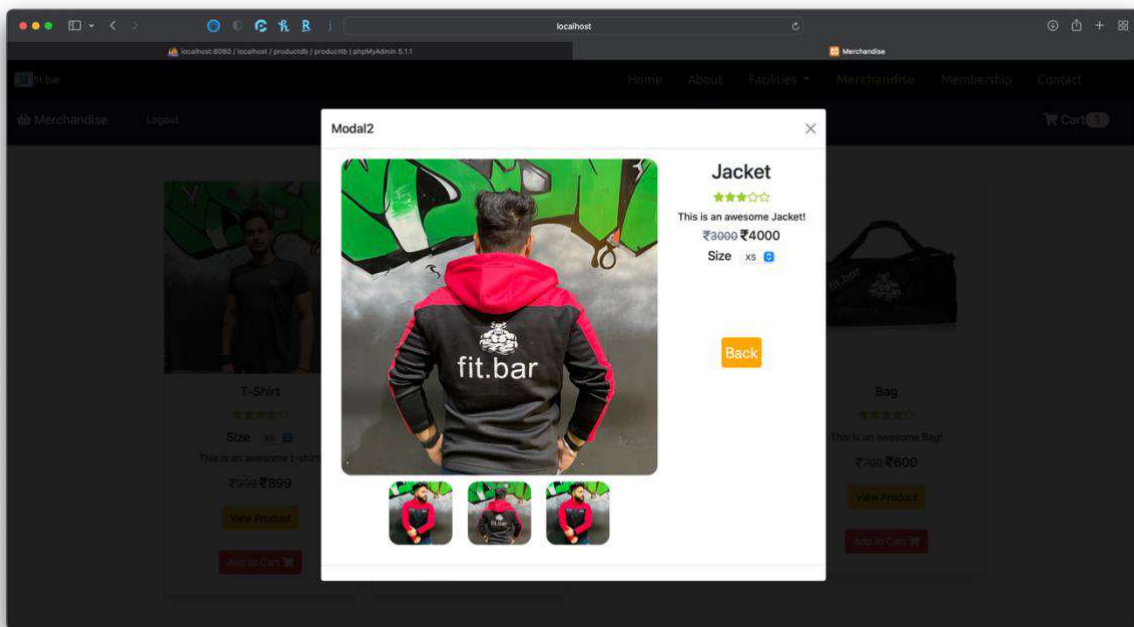 localhost
localhost:8080 / localhost / productdb / producttb | phpMyAdmin 5.1.1
Merchandise
fit bar
Home About Facilities Merchandise Membership Contact
Merchandise Logout
Cart 1
Modal2
Jacket
This is an awesome Jacket!
₹3000 ₹4000
Size XS
Back
fit.bar
T-Shirt
Size XS
This is an awesome t-shirt
₹999 ₹899
View Product
Add to Cart
fit.bar
Bag
This is an awesome Bag!
₹799 ₹600
View Product
Add to Cart